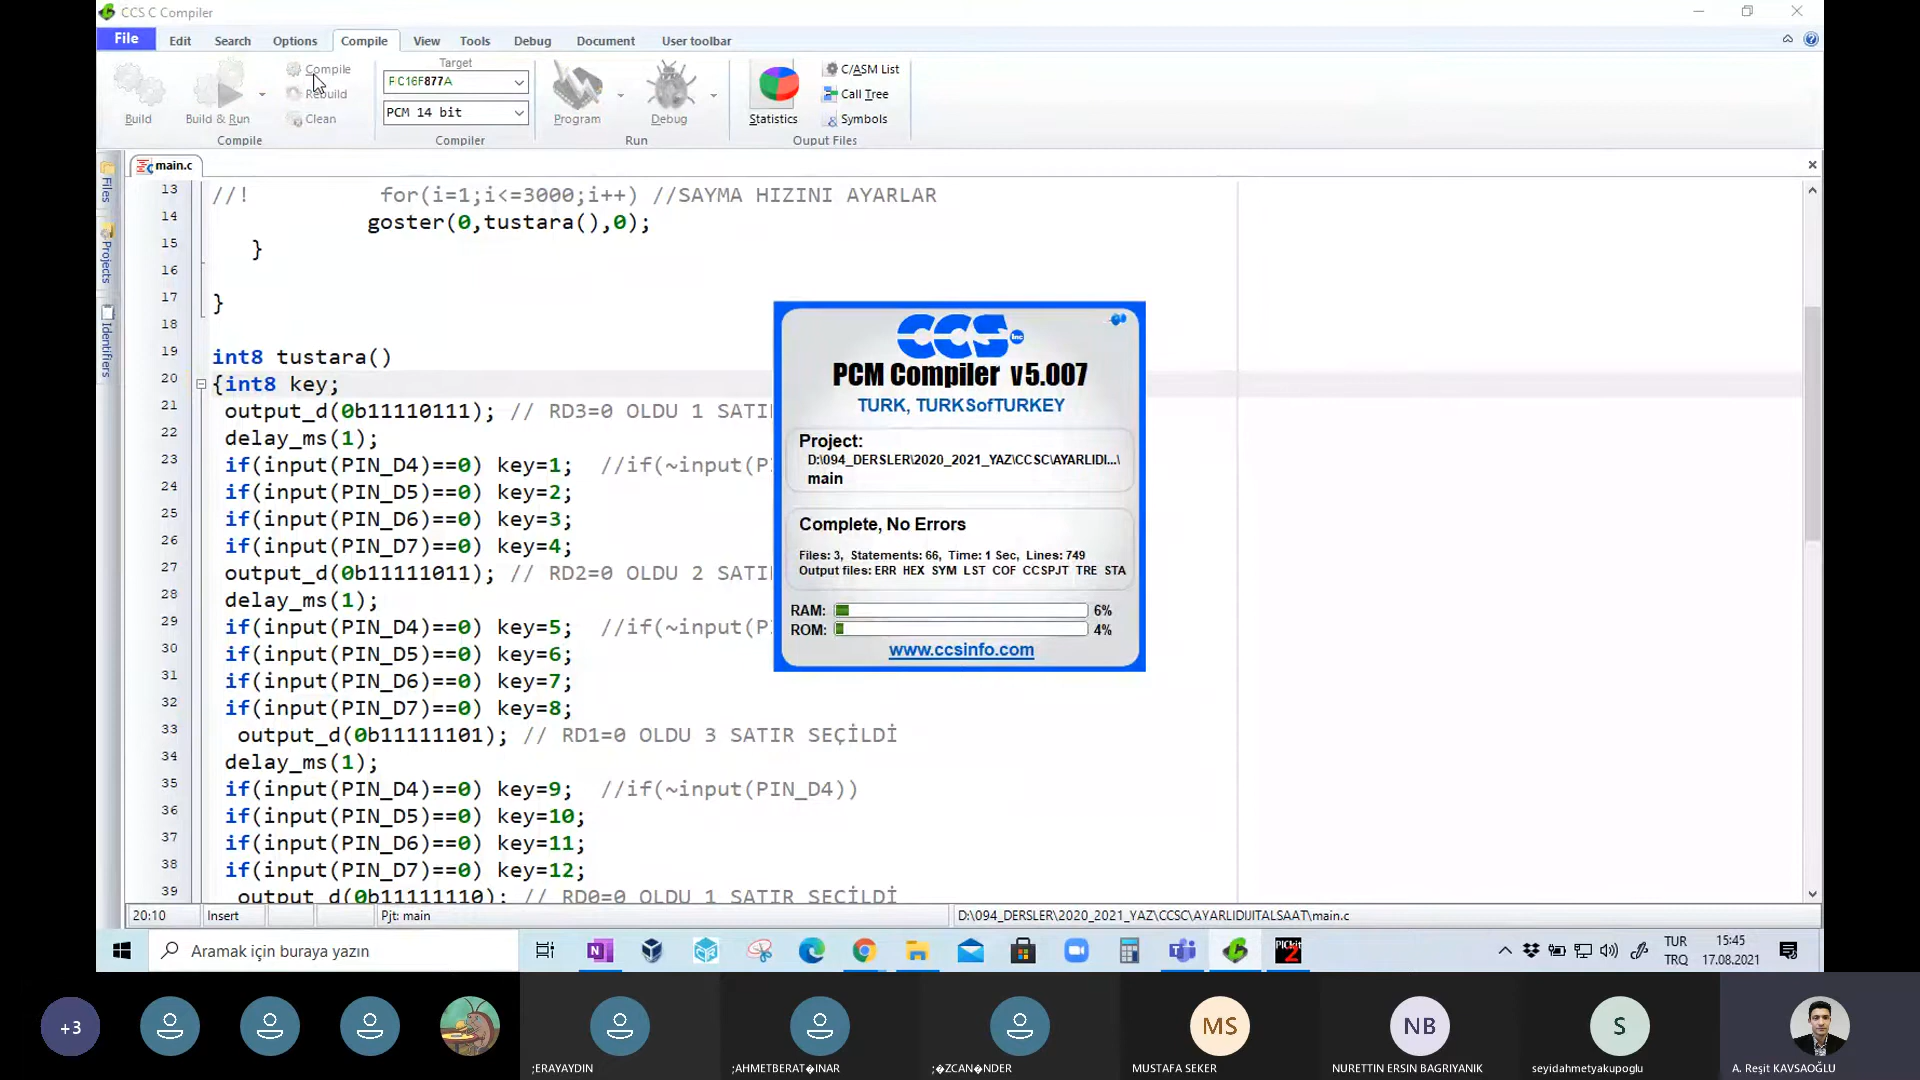 CCS C Compiler
File Edit Search Options Compile View Tools Debug Document User toolbar
Build
Build & Run
Compile
Rebuild
Clean
Compile
Target
PIC16F877A
PCM 14 bit
Compiler
Program
Debug
Run
Statistics
C/ASM List
Call Tree
Symbols
Ouput Files
Files
Projects
Identifiers
main.c
13 //! for(i=1;i<=3000;i++) //SAYMA HIZINI AYARLAR
14 goster(0,tustara(),0);
15 }
16
17 }
18
19 int8 tustara()
20 {int8 key;
21 output_d(0b11110111); // RD3=0 OLDU 1 SATI
22 delay_ms(1);
23 if(input(PIN_D4)==0) key=1; //if(~input(P
24 if(input(PIN_D5)==0) key=2;
25 if(input(PIN_D6)==0) key=3;
26 if(input(PIN_D7)==0) key=4;
27 output_d(0b11111011); // RD2=0 OLDU 2 SATI
28 delay_ms(1);
29 if(input(PIN_D4)==0) key=5; //if(~input(P
30 if(input(PIN_D5)==0) key=6;
31 if(input(PIN_D6)==0) key=7;
32 if(input(PIN_D7)==0) key=8;
33 output_d(0b11111101); // RD1=0 OLDU 3 SATIR SEÇİLDİ
34 delay_ms(1);
35 if(input(PIN_D4)==0) key=9; //if(~input(PIN_D4))
36 if(input(PIN_D5)==0) key=10;
37 if(input(PIN_D6)==0) key=11;
38 if(input(PIN_D7)==0) key=12;
39 output_d(0b11111110); // RD0=0 OLDU 1 SATIR SEÇİLDİ
CCS Inc
PCM Compiler v5.007
TURK, TURKSofTURKEY
Project:
D:\094_DERSLER\2020_2021_YAZ\CCSC\AYARLIDI...\
main
Complete, No Errors
Files: 3, Statements: 66, Time: 1 Sec, Lines: 749
Output files: ERR HEX SYM LST COF CCSPJT TRE STA
RAM: 6%
ROM: 4%
www.ccsinfo.com
20:10 Insert Pjt: main D:\094_DERSLER\2020_2021_YAZ\CCSC\AYARLIDIJITALSAAT\main.c
Aramak için buraya yazın
PICkit 2
TUR
TRQ
15:45
17.08.2021
+3
MS
NB
S
;ERAYAYDIN
;AHMETBERAT�INAR
;�ZCAN�NDER
MUSTAFA SEKER
NURETTIN ERSIN BAGRIYANIK
seyidahmetyakupoglu
A. Reşit KAVSAOĞLU